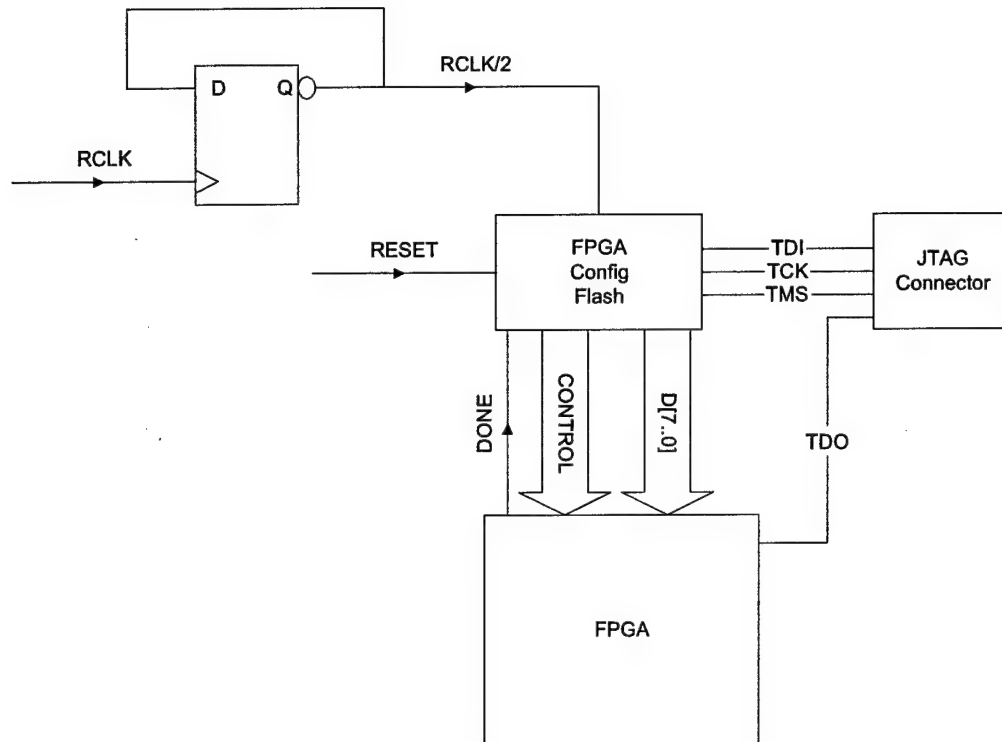 RCLK/2
D Q
RCLK
RESET
FPGA
Config
Flash
TDI
TCK
TMS
JTAG
Connector
DONE
CONTROL
D[7..0]
TDO
FPGA